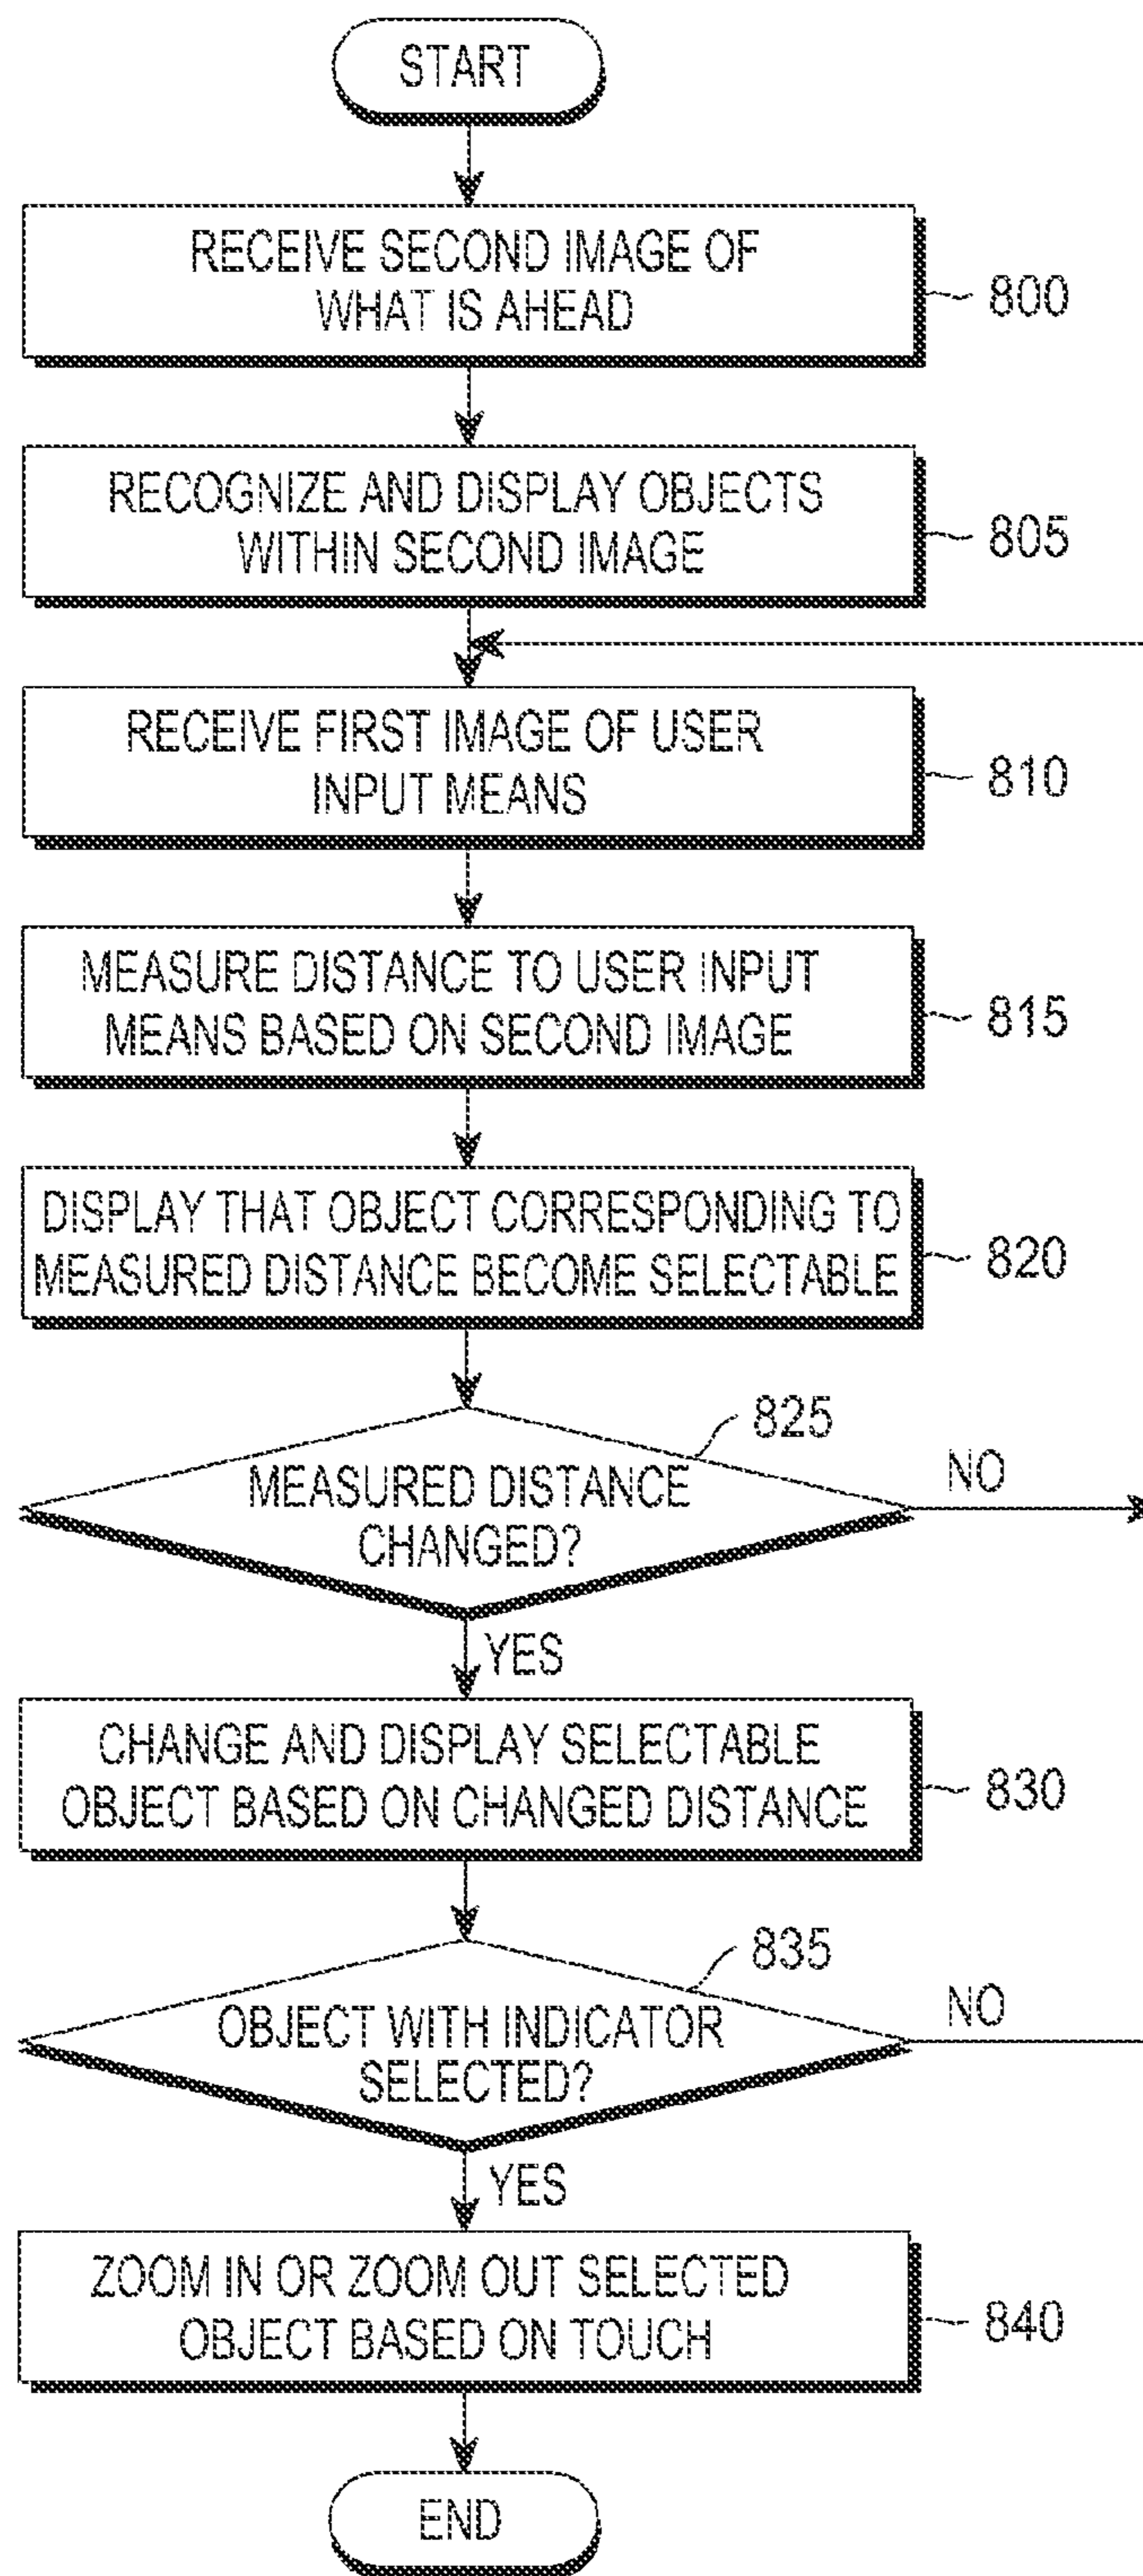 START
RECEIVE SECOND IMAGE OF
WHAT IS AHEAD
800
RECOGNIZE AND DISPLAY OBJECTS
WITHIN SECOND IMAGE
805
RECEIVE FIRST IMAGE OF USER
INPUT MEANS
810
MEASURE DISTANCE TO USER INPUT
MEANS BASED ON SECOND IMAGE
815
DISPLAY THAT OBJECT CORRESPONDING TO
MEASURED DISTANCE BECOME SELECTABLE
820
825
MEASURED DISTANCE
CHANGED?
NO
YES
CHANGE AND DISPLAY SELECTABLE
OBJECT BASED ON CHANGED DISTANCE
830
835
OBJECT WITH INDICATOR
SELECTED?
NO
YES
ZOOM IN OR ZOOM OUT SELECTED
OBJECT BASED ON TOUCH
840
END